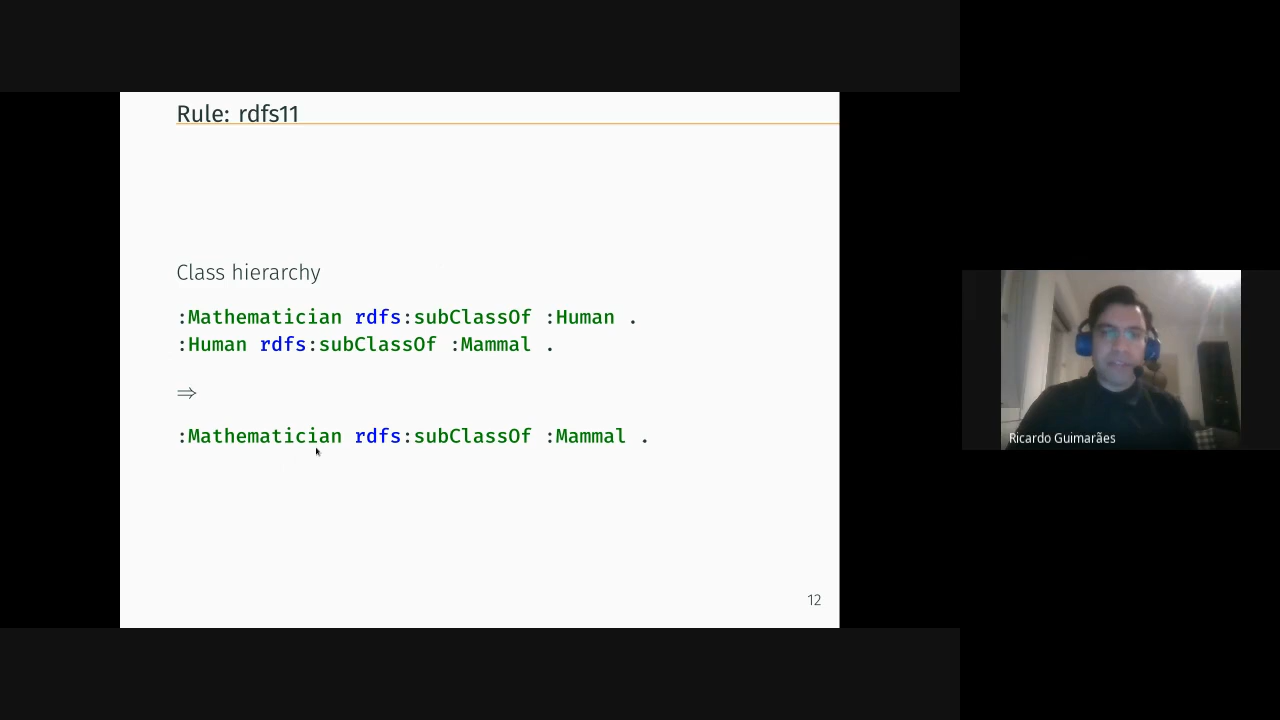 Rule: rdfs11
Class hierarchy
:Mathematician rdfs:subClassOf :Human .
:Human rdfs:subClassOf :Mammal .
⇒
:Mathematician rdfs:subClassOf :Mammal .
12
Ricardo Guimarães